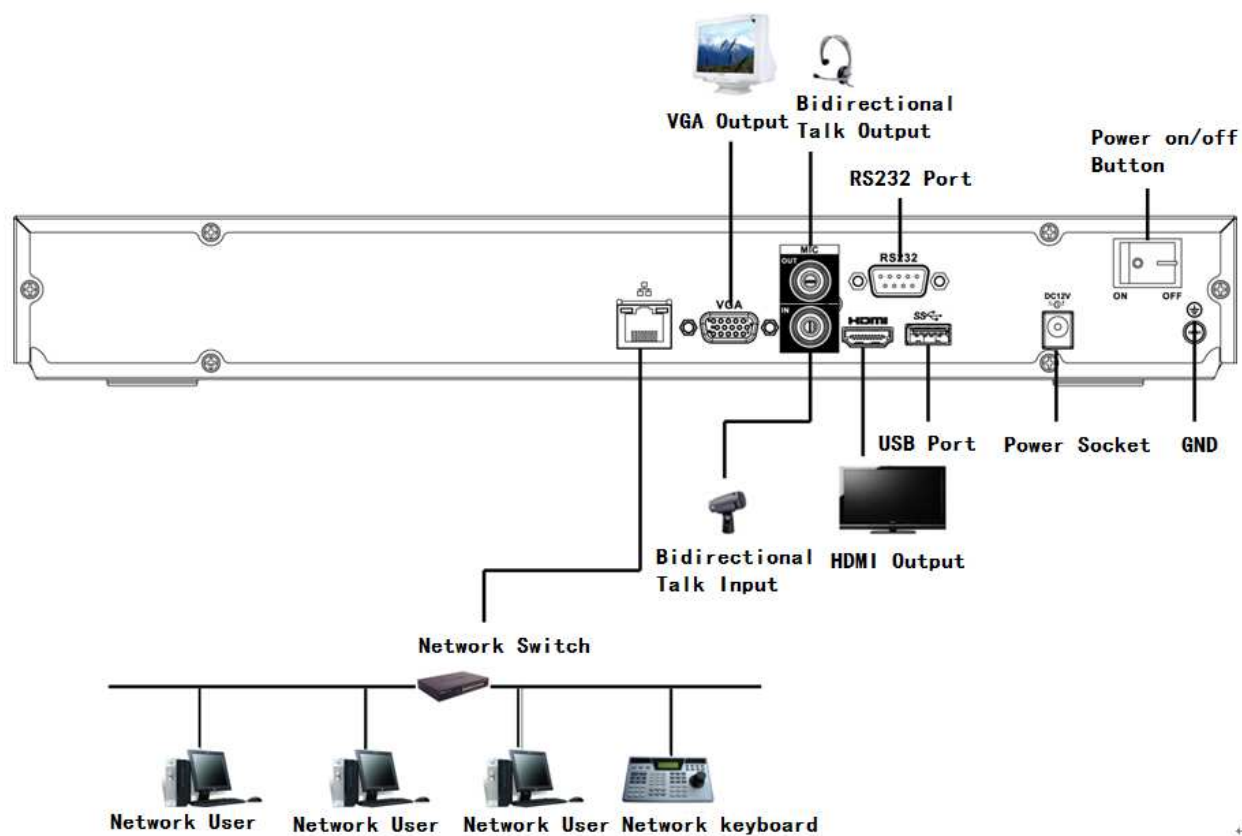 VGA Output
Bidirectional
Talk Output
RS232 Port
Power on/off
Button
MIC
OUT
RS232
VGA
IN
HDMI
SS
DC12V
ON OFF
USB Port
Power Socket
GND
Bidirectional
Talk Input
HDMI Output
Network Switch
Network User
Network User
Network User
Network keyboard